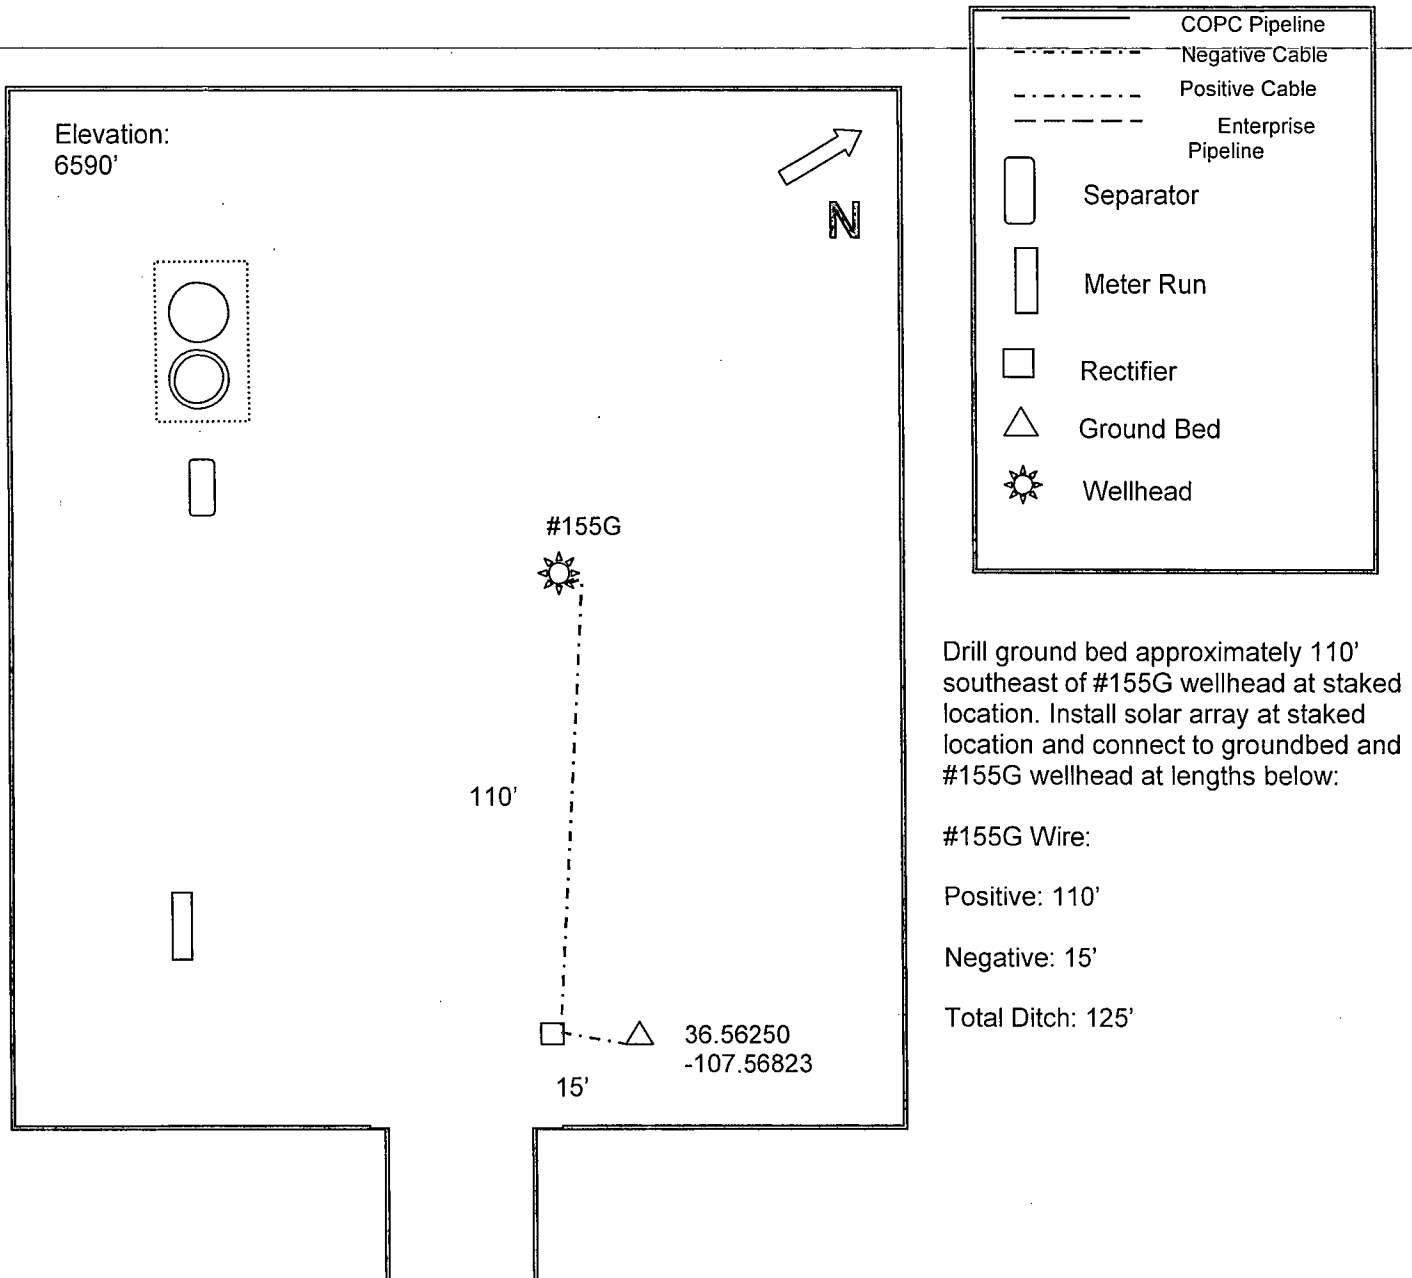 COPC Pipeline
Negative Cable
Positive Cable
Enterprise
Pipeline
Separator
Meter Run
Rectifier
Ground Bed
Wellhead
Elevation:
6590’
N
#155G
110’
15’
36.56250
-107.56823
Drill ground bed approximately 110’
southeast of #155G wellhead at staked
location. Install solar array at staked
location and connect to groundbed and
#155G wellhead at lengths below:
#155G Wire:
Positive: 110’
Negative: 15’
Total Ditch: 125’